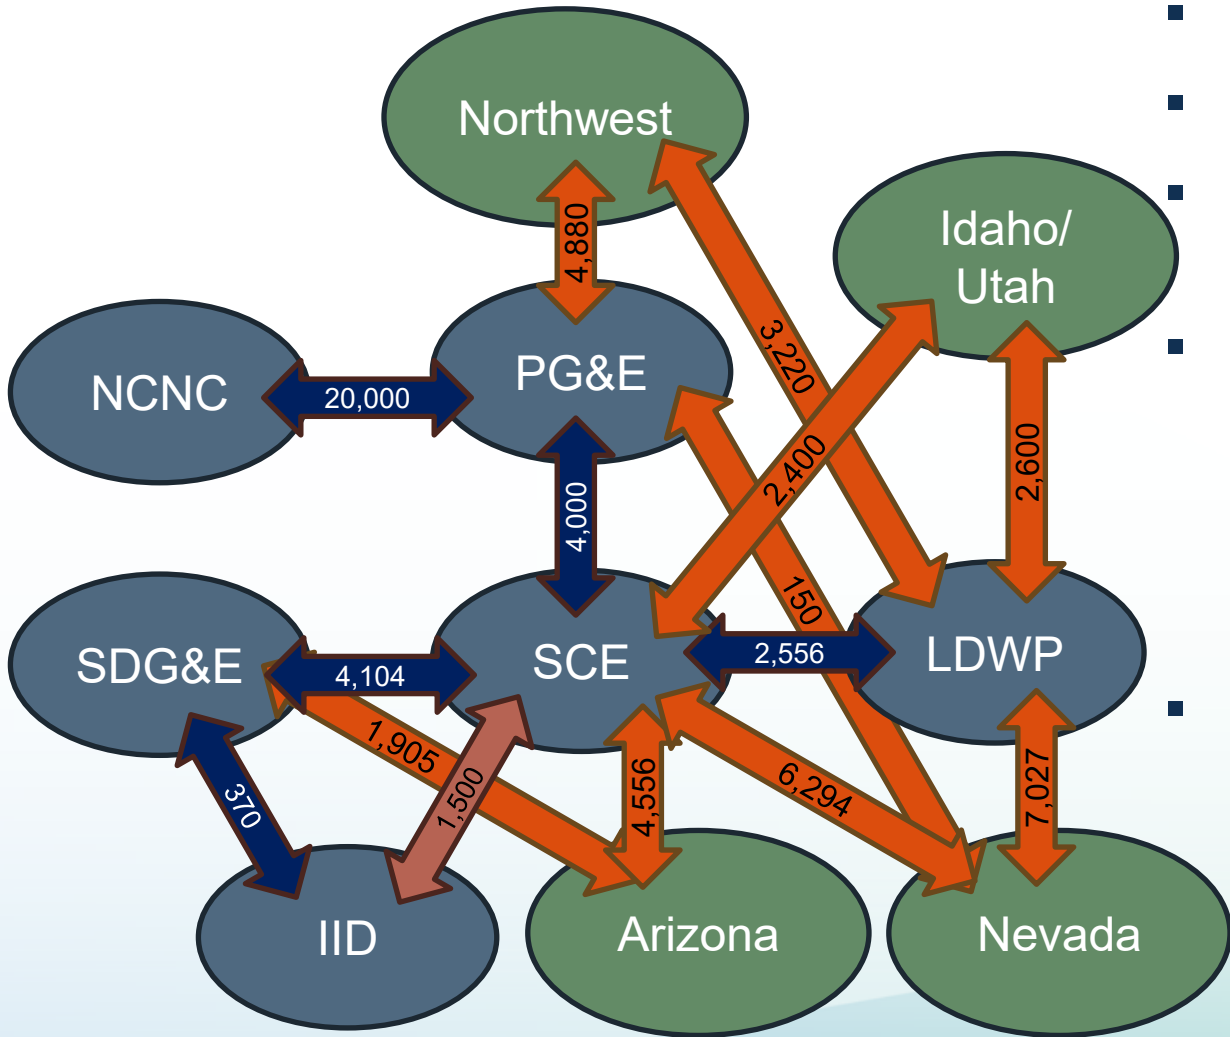 Northwest
Idaho/
Utah
4,880
3,220
NCNC
20,000
PG&E
2,400
2,600
4,000
150
SDG&E
4,104
SCE
2,556
LDWP
1,905
370
1,500
4,556
6,294
7,027
IID
Arizona
Nevada